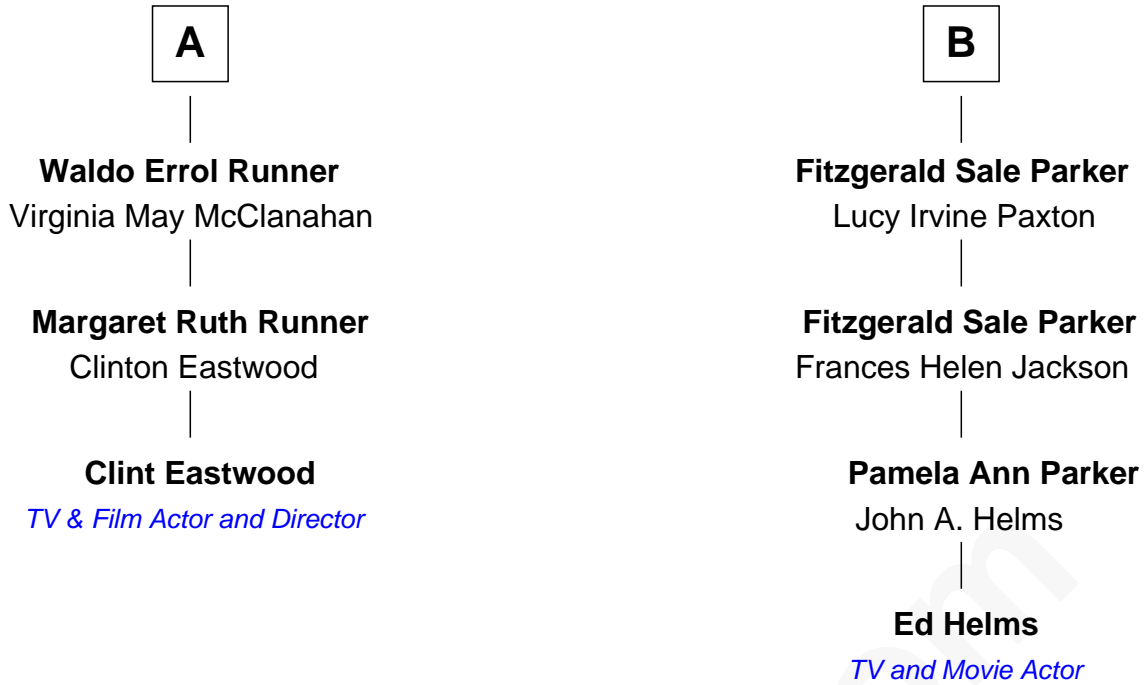 A
Waldo Errol Runner
Virginia May McClanahan
Margaret Ruth Runner
Clinton Eastwood
Clint Eastwood
TV & Film Actor and Director
B
Fitzgerald Sale Parker
Lucy Irvine Paxton
Fitzgerald Sale Parker
Frances Helen Jackson
Pamela Ann Parker
John A. Helms
Ed Helms
TV and Movie Actor